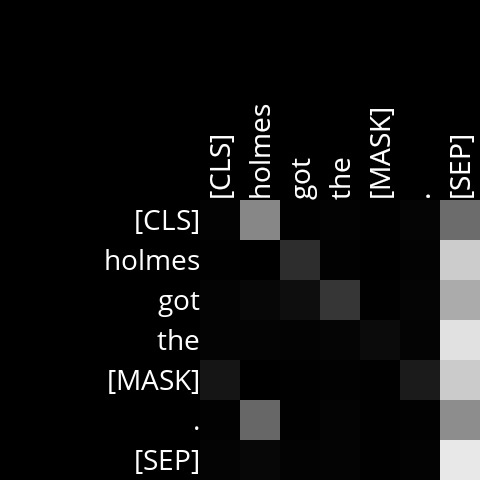 [CLS] holmes got the [MASK] . [SEP]
[CLS]
holmes
got
the
[MASK]
.
[SEP]